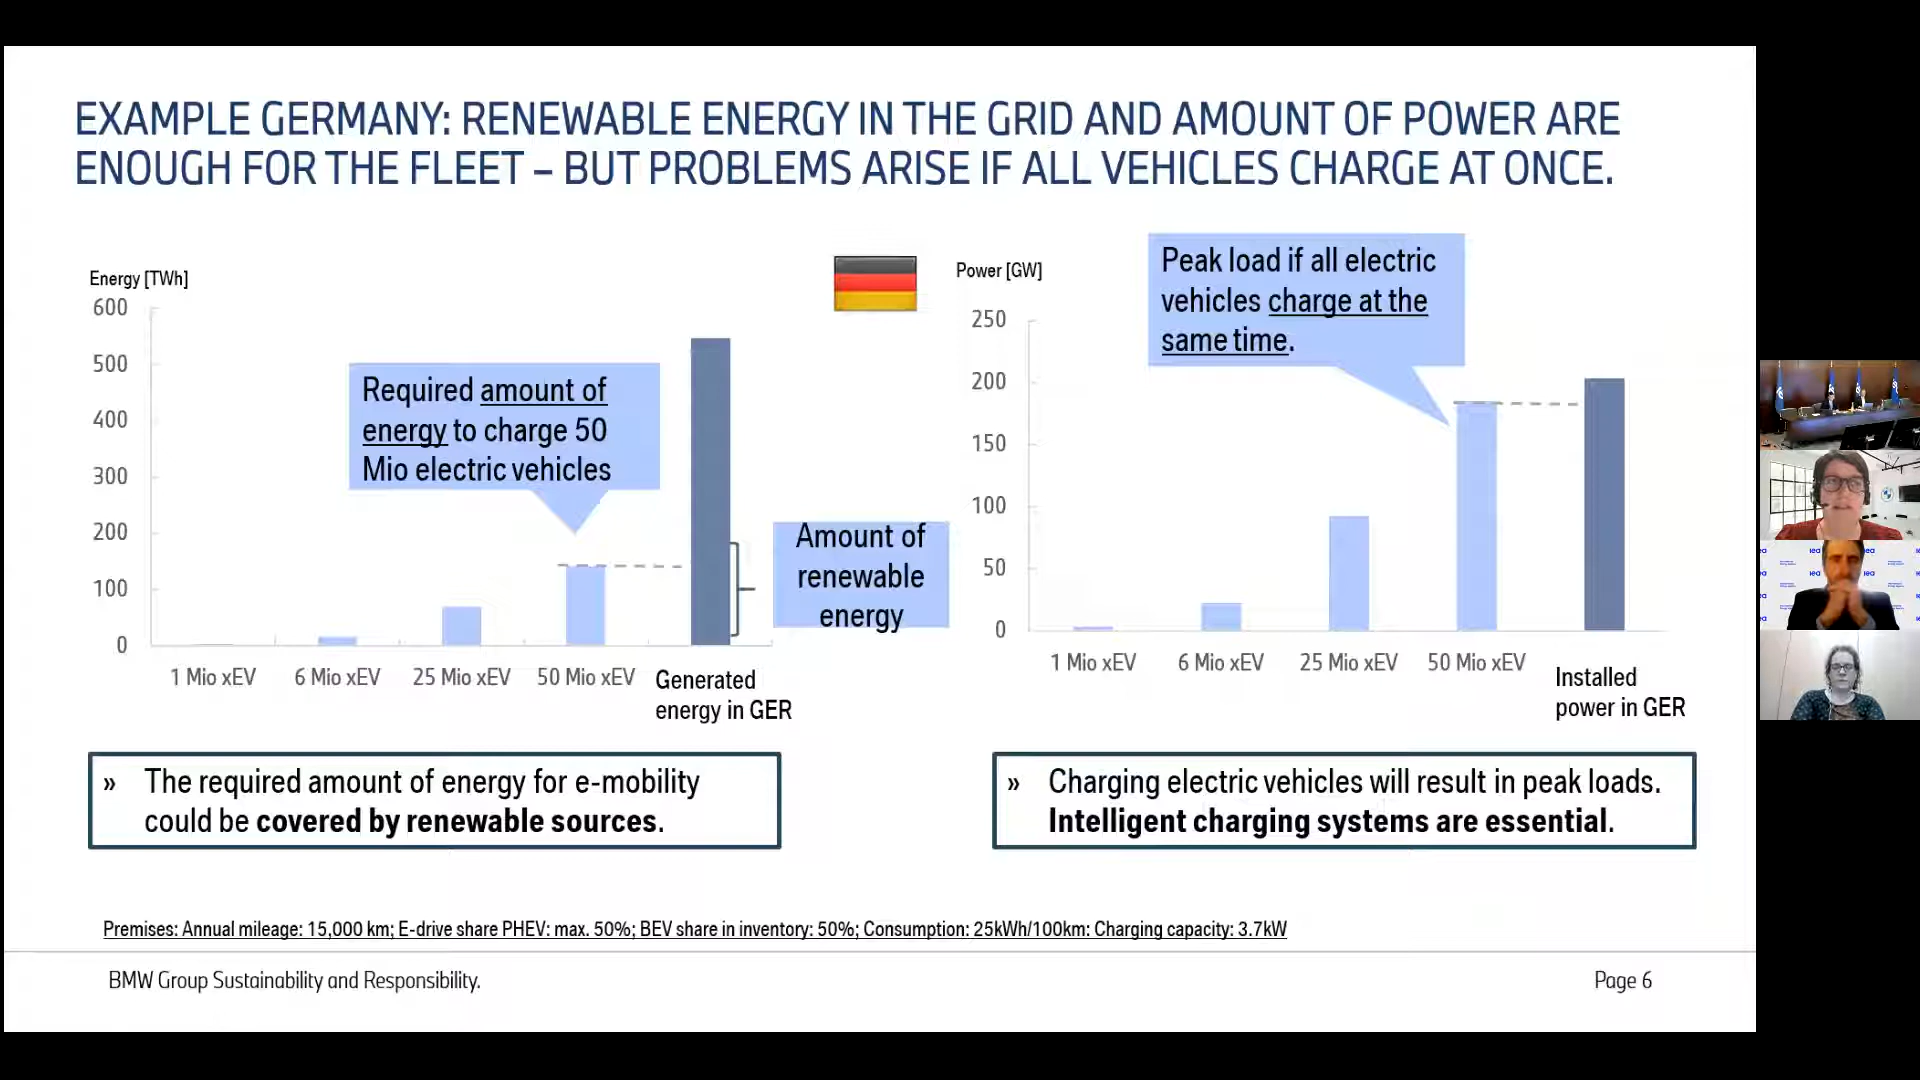 EXAMPLE GERMANY: RENEWABLE ENERGY IN THE GRID AND AMOUNT OF POWER ARE
ENOUGH FOR THE FLEET – BUT PROBLEMS ARISE IF ALL VEHICLES CHARGE AT ONCE.
Energy [TWh]
600
500
400
300
200
100
0
Required amount of
energy to charge 50
Mio electric vehicles
Amount of
renewable
energy
1 Mio xEV
6 Mio xEV
25 Mio xEV
50 Mio xEV
Generated
energy in GER
Power [GW]
250
200
150
100
50
0
Peak load if all electric
vehicles charge at the
same time.
1 Mio xEV
6 Mio xEV
25 Mio xEV
50 Mio xEV
Installed
power in GER
» The required amount of energy for e-mobility
could be covered by renewable sources.
» Charging electric vehicles will result in peak loads.
Intelligent charging systems are essential.
Premises: Annual mileage: 15,000 km; E-drive share PHEV: max. 50%; BEV share in inventory: 50%; Consumption: 25kWh/100km: Charging capacity: 3.7kW
BMW Group Sustainability and Responsibility.
Page 6
iea
iea